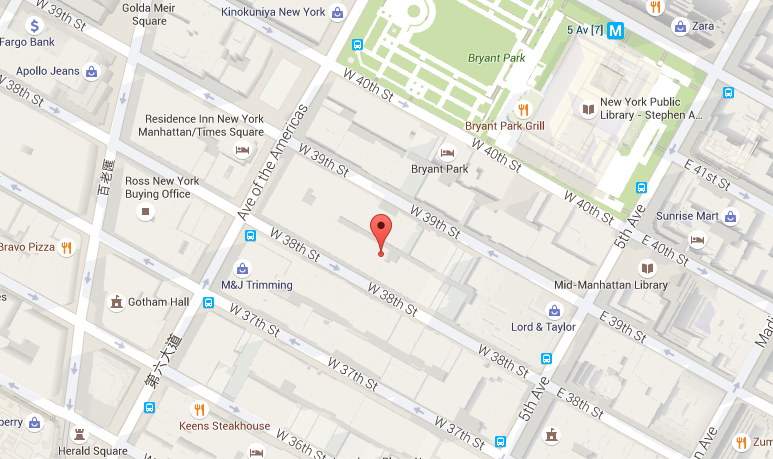 W 39th St
Golda Meir
Square
Kinokuniya New York
Zara
5 Av [7]
M
$
Fargo Bank
Apollo Jeans
W 38th St
Bryant Park
W 40th St
New York Public
Library - Stephen A...
Bryant Park Grill
Residence Inn New York
Manhattan/Times Square
Ave of the Americas
W 39th St
Bryant Park
W 40th St
E 41st St
百老匯
Ross New York
Buying Office
W 40th St
5th Ave
Sunrise Mart
E 40th St
W 39th St
W 38th St
Bravo Pizza
M&J Trimming
Mid-Manhattan Library
Gotham Hall
W 38th St
W 37th St
Lord & Taylor
E 39th St
第六大道
W 37th St
W 38th St
E 38th St
5th Ave
Keens Steakhouse
W 37th St
W 36th St
Herald Square